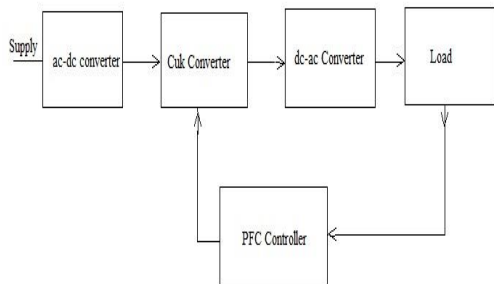 Supply
ac-dc converter
Cuk Converter
dc-ac Converter
Load
PFC Controller